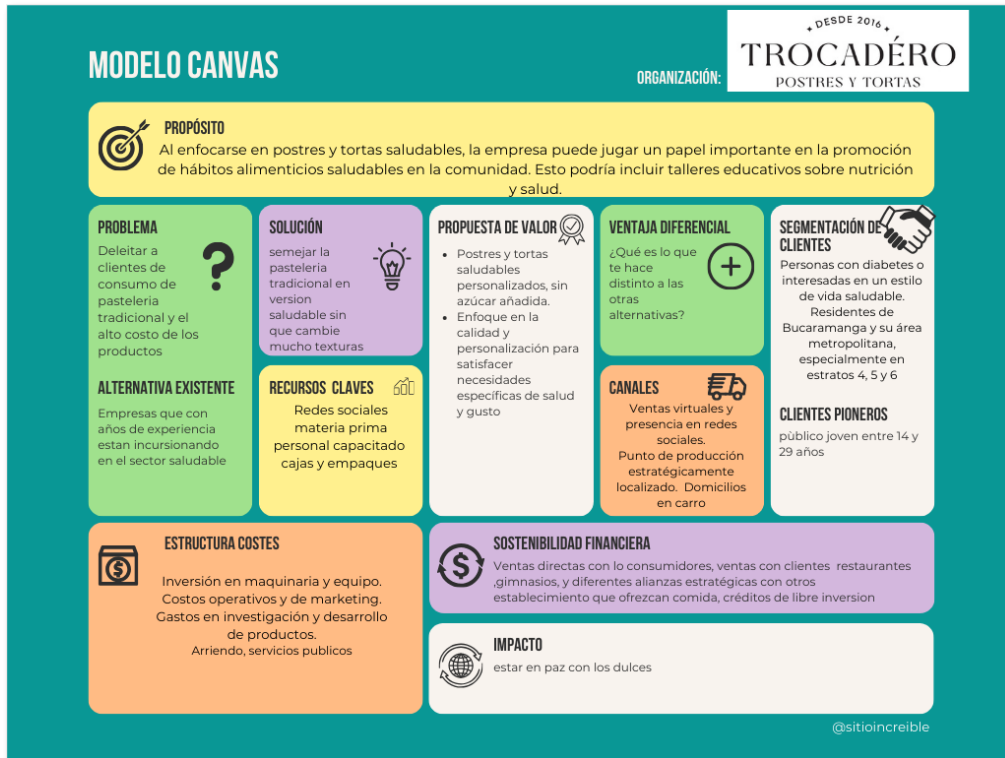 MODELO CANVAS
ORGANIZACIÓN:
DESDE 2016
TROCADÉRO
POSTRES Y TORTAS
PROPÓSITO
Al enfocarse en postres y tortas saludables, la empresa puede jugar un papel importante en la promoción
de hábitos alimenticios saludables en la comunidad. Esto podría incluir talleres educativos sobre nutrición
y salud.
PROBLEMA
Deleitar a
clientes de
consumo de
pasteleria
tradicional y el
alto costo de los
productos
ALTERNATIVA EXISTENTE
Empresas que con
años de experiencia
estan incursionando
en el sector saludable
SOLUCIÓN
semejar la
pasteleria
tradicional en
version
saludable sin
que cambie
mucho texturas
RECURSOS CLAVES
Redes sociales
materia prima
personal capacitado
cajas y empaques
PROPUESTA DE VALOR
• Postres y tortas
saludables
personalizados, sin
azúcar añadida.
• Enfoque en la
calidad y
personalización para
satisfacer
necesidades
específicas de salud
y gusto
VENTAJA DIFERENCIAL
¿Qué es lo que
te hace
distinto a las
otras
alternativas?
CANALES
Ventas virtuales y
presencia en redes
sociales.
Punto de producción
estratégicamente
localizado. Domicilios
en carro
SEGMENTACIÓN DE
CLIENTES
Personas con diabetes o
interesadas en un estilo
de vida saludable.
Residentes de
Bucaramanga y su área
metropolitana,
especialmente en
estratos 4, 5 y 6
CLIENTES PIONEROS
pùblico joven entre 14 y
29 años
ESTRUCTURA COSTES
Inversión en maquinaria y equipo.
Costos operativos y de marketing.
Gastos en investigación y desarrollo
de productos.
Arriendo, servicios publicos
SOSTENIBILIDAD FINANCIERA
Ventas directas con lo consumidores, ventas con clientes restaurantes
,gimnasios, y diferentes alianzas estratégicas con otros
establecimiento que ofrezcan comida, créditos de libre inversion
IMPACTO
estar en paz con los dulces
@sitioincreible